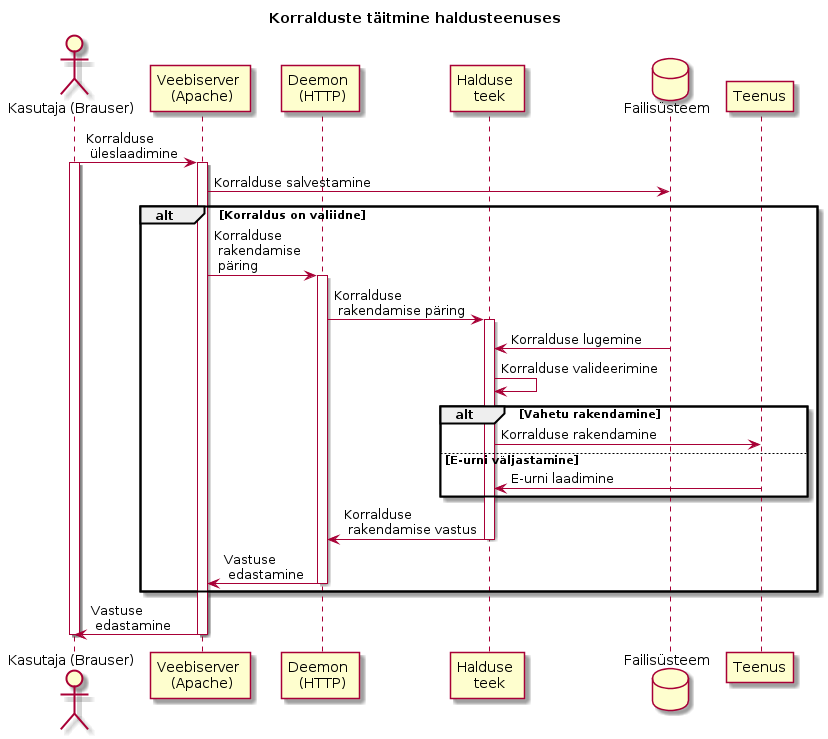 Korralduste täitmine haldusteenuses
Kasutaja (Brauser)
Veebiserver
(Apache)
Deemon
(HTTP)
Halduse
teek
Failisüsteem
Teenus
Korralduse
üleslaadimine
Korralduse salvestamine
alt
[Korraldus on valiidne]
Korralduse
rakendamise
päring
Korralduse
rakendamise päring
Korralduse lugemine
Korralduse valideerimine
alt
[Vahetu rakendamine]
Korralduse rakendamine
[E-urni väljastamine]
E-urni laadimine
Korralduse
rakendamise vastus
Vastuse
edastamine
Vastuse
edastamine
Kasutaja (Brauser)
Veebiserver
(Apache)
Deemon
(HTTP)
Halduse
teek
Failisüsteem
Teenus